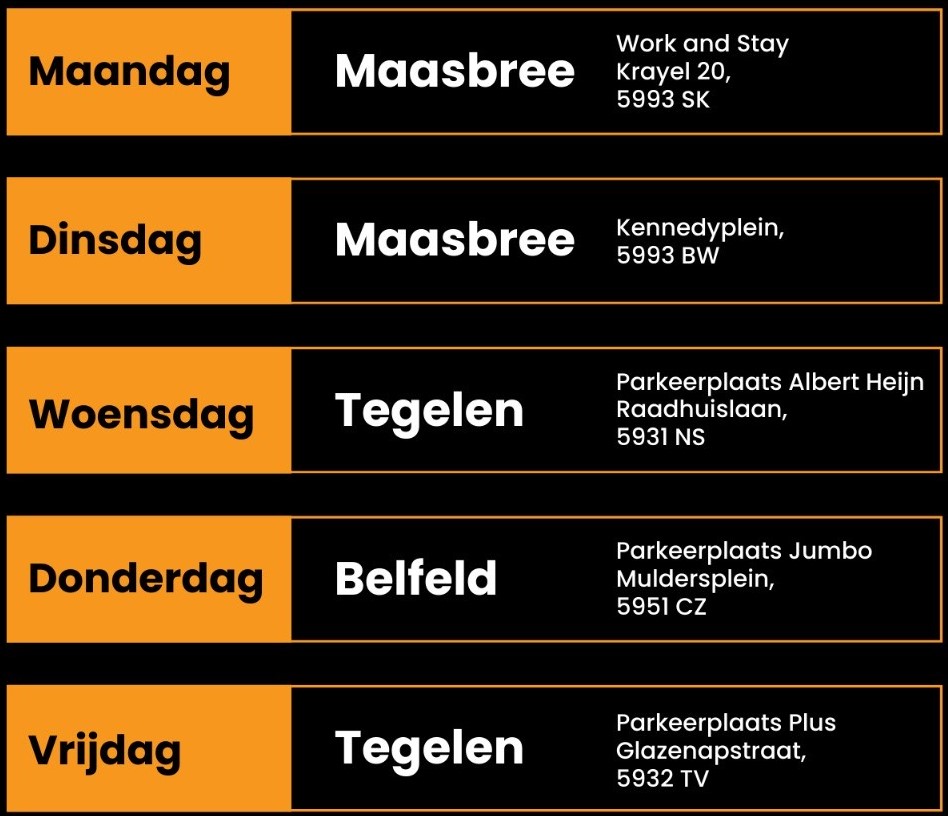 Maandag
Maasbree
Work and Stay
Krayel 20,
5993 SK
Dinsdag
Maasbree
Kennedyplein,
5993 BW
Woensdag
Tegelen
Parkeerplaats Albert Heijn
Raadhuislaan,
5931 NS
Donderdag
Belfeld
Parkeerplaats Jumbo
Muldersplein,
5951 CZ
Vrijdag
Tegelen
Parkeerplaats Plus
Glazenapstraat,
5932 TV